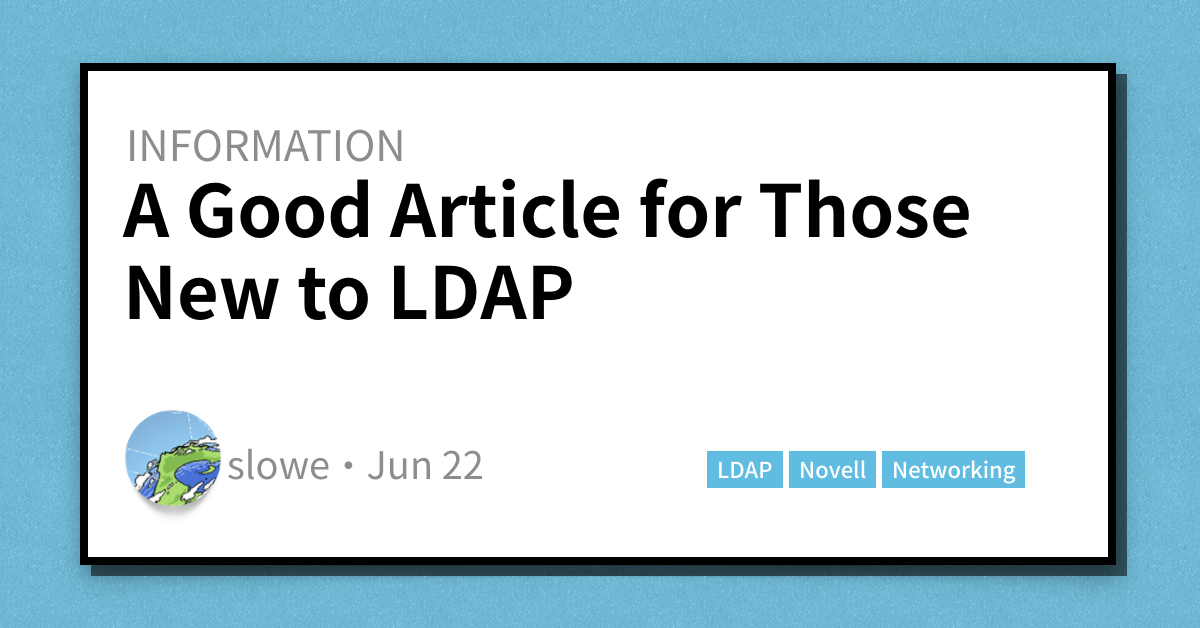 INFORMATION
A Good Article for Those
New to LDAP
slowe • Jun 22
LDAP Novell Networking